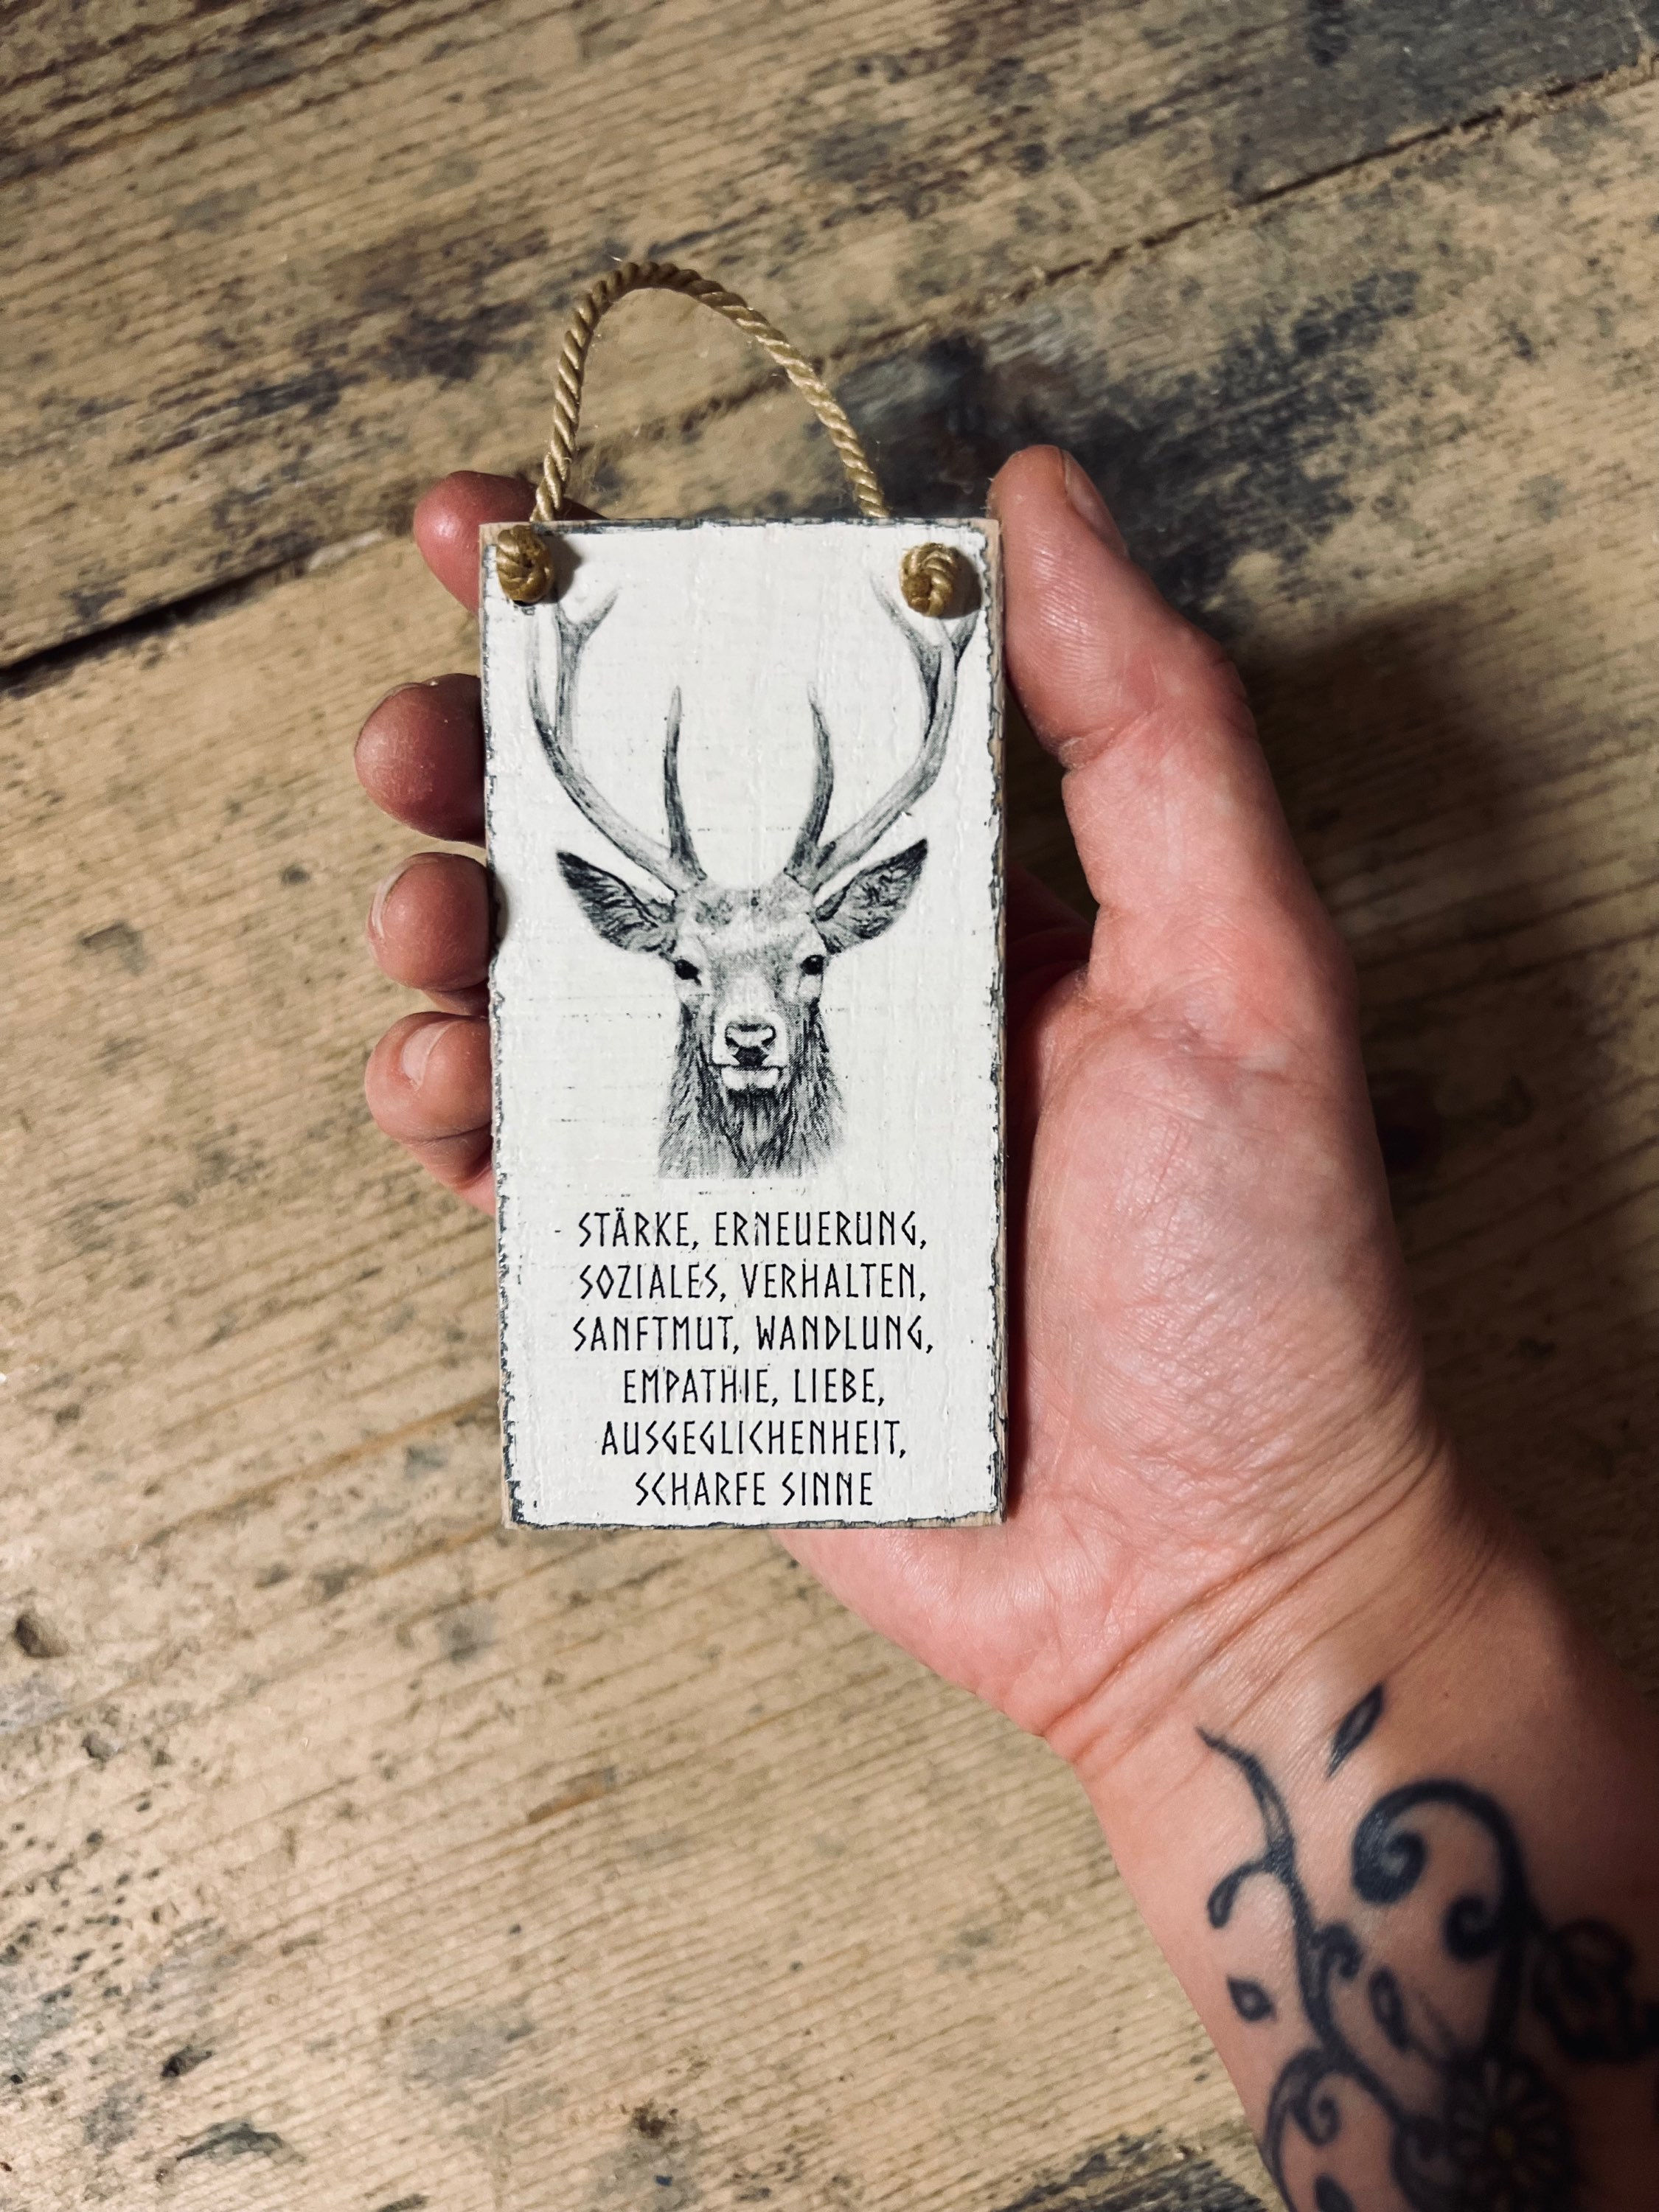 STÄRKE, ERNEUERUNG,
SOZIALES, VERHALTEN,
SANFTMUT, WANDLUNG,
EMPATHIE, LIEBE,
AUSGEGLICHENHEIT,
SCHARFE SINNE